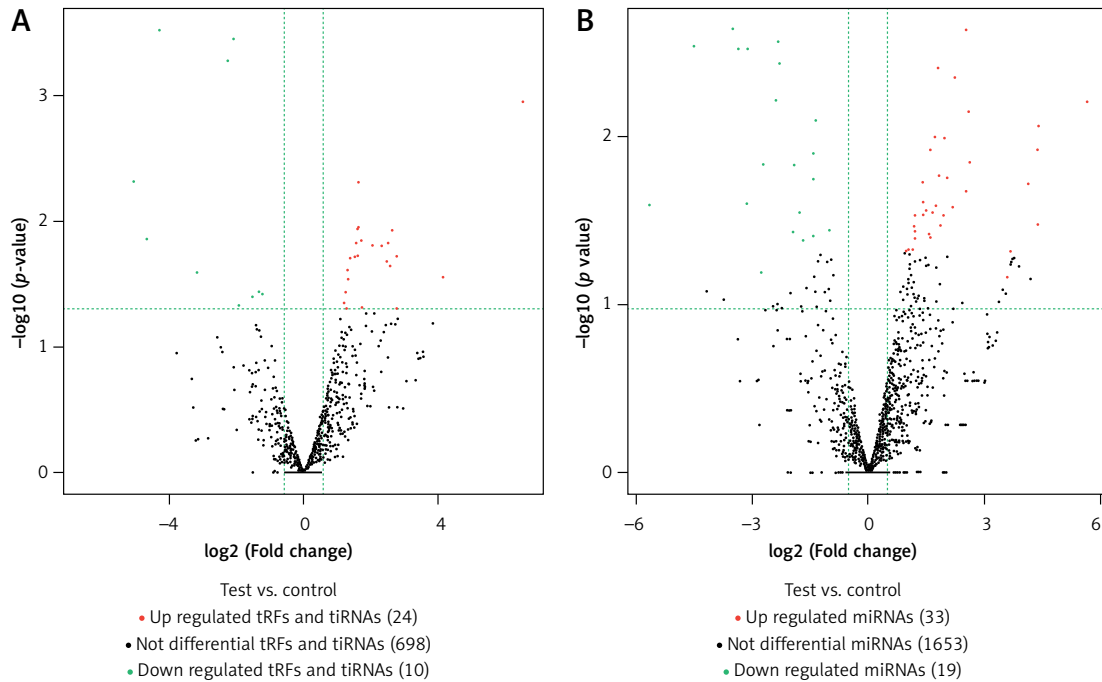 A
3
2
1
0
–log10 (p-value)
–4 0 4
log2 (Fold change)
Test vs. control
Up regulated tRFs and tiRNAs (24)
Not differential tRFs and tiRNAs (698)
Down regulated tRFs and tiRNAs (10)
B
2
1
0
–log10 (p value)
–6 –3 0 3 6
log2 (Fold change)
Test vs. control
Up regulated miRNAs (33)
Not differential miRNAs (1653)
Down regulated miRNAs (19)